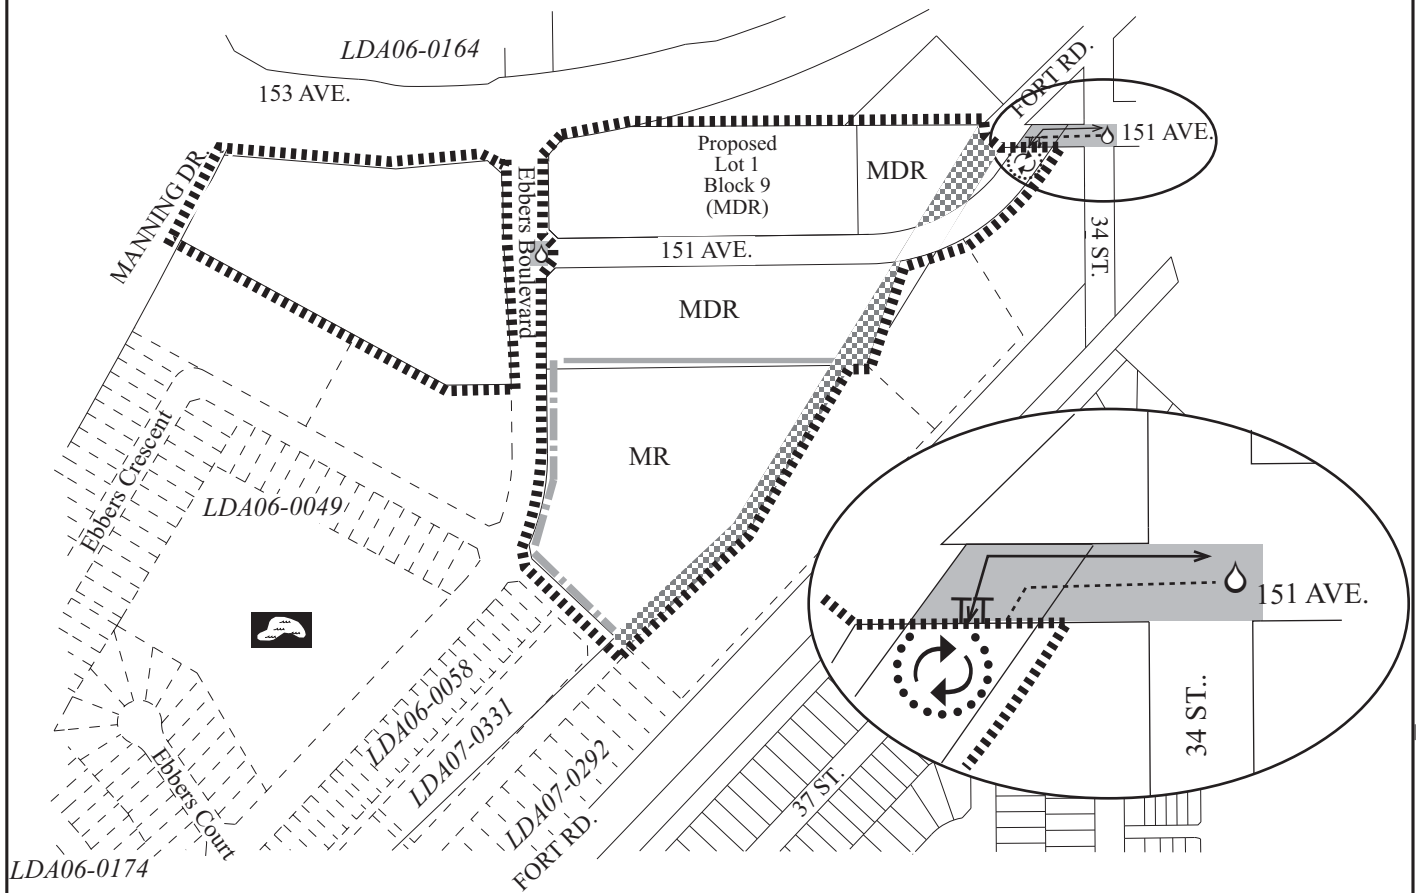 LDA06-0164
153 AVE.
FORT RD.
151 AVE.
MANNING DR.
Proposed
Lot 1
Block 9
(MDR)
MDR
Ebbers Boulevard
151 AVE.
34 ST.
MDR
Ebbers Crescent
MR
LDA06-0049
151 AVE.
LDA06-0058
LDA07-0331
LDA07-0292
34 ST..
37 ST.
Ebbers Court
FORT RD.
LDA06-0174